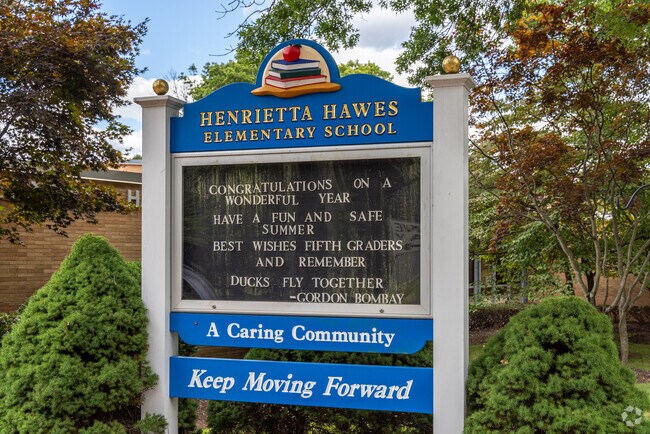 HENRIETTA HAWES
ELEMENTARY SCHOOL
CONGRATULATIONS ON A
WONDERFUL YEAR
HAVE A FUN AND SAFE
SUMMER
BEST WISHES FIFTH GRADERS
AND REMEMBER
DUCKS FLY TOGETHER
-GORDON BOMBAY
A Caring Community
Keep Moving Forward